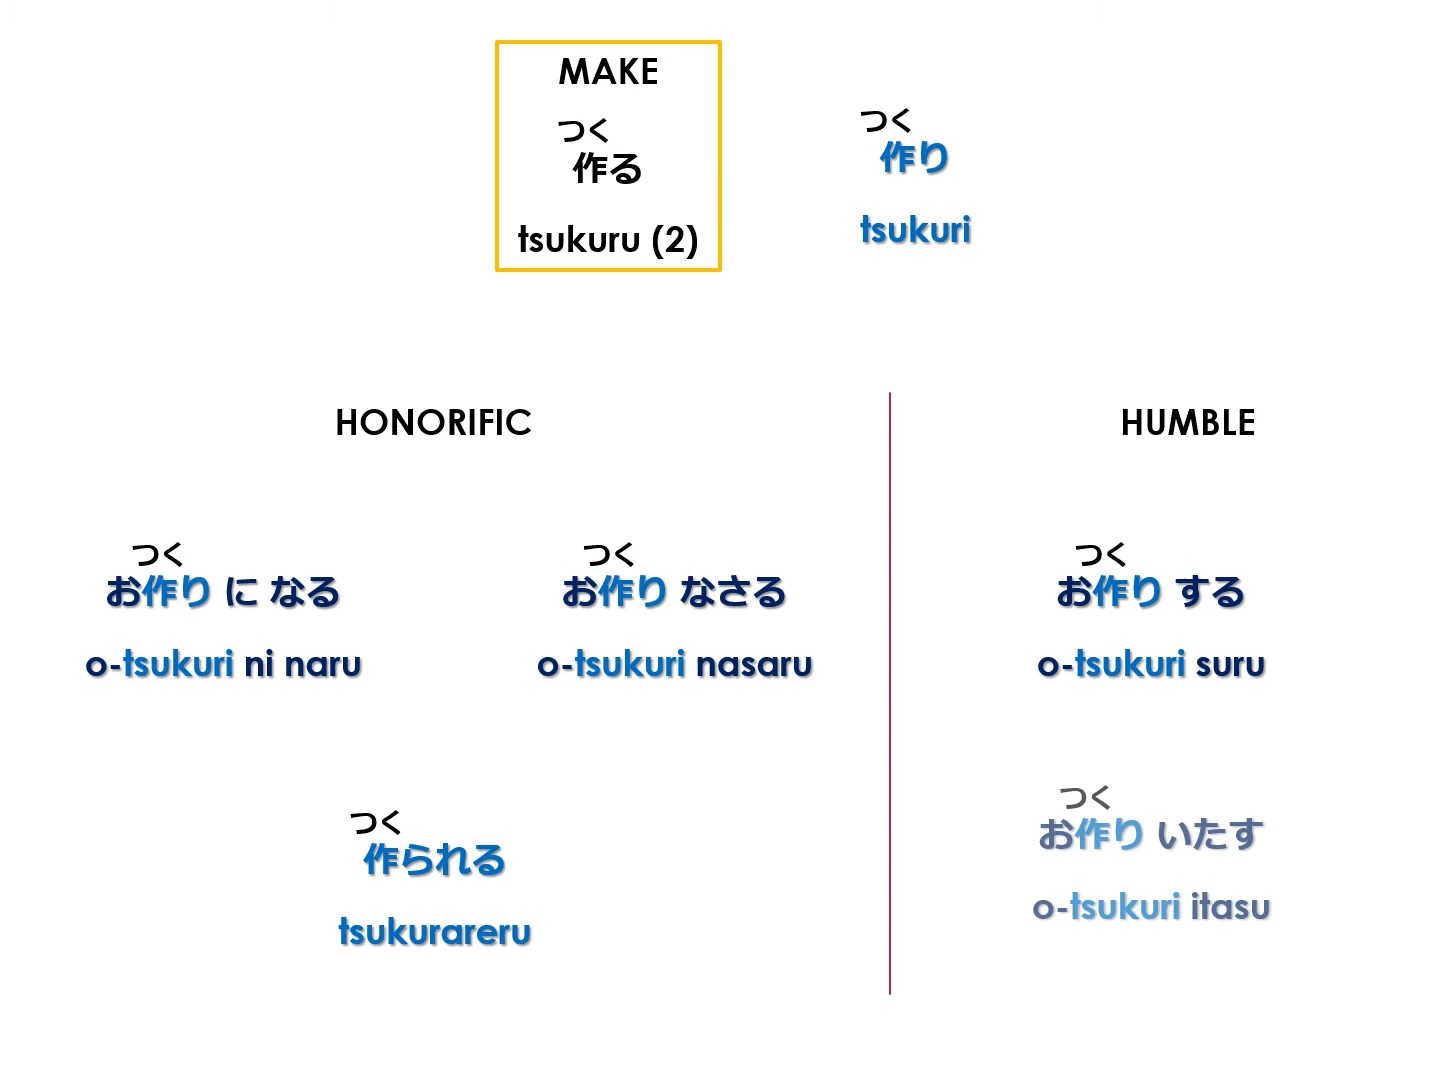 MAKE
つく
作る
tsukuru (2)
つく
作り
tsukuri
HONORIFIC
つく
お作り に なる
o-tsukuri ni naru
つく
お作り なさる
o-tsukuri nasaru
つく
作られる
tsukurareru
HUMBLE
つく
お作り する
o-tsukuri suru
つく
お作り いたす
o-tsukuri itasu